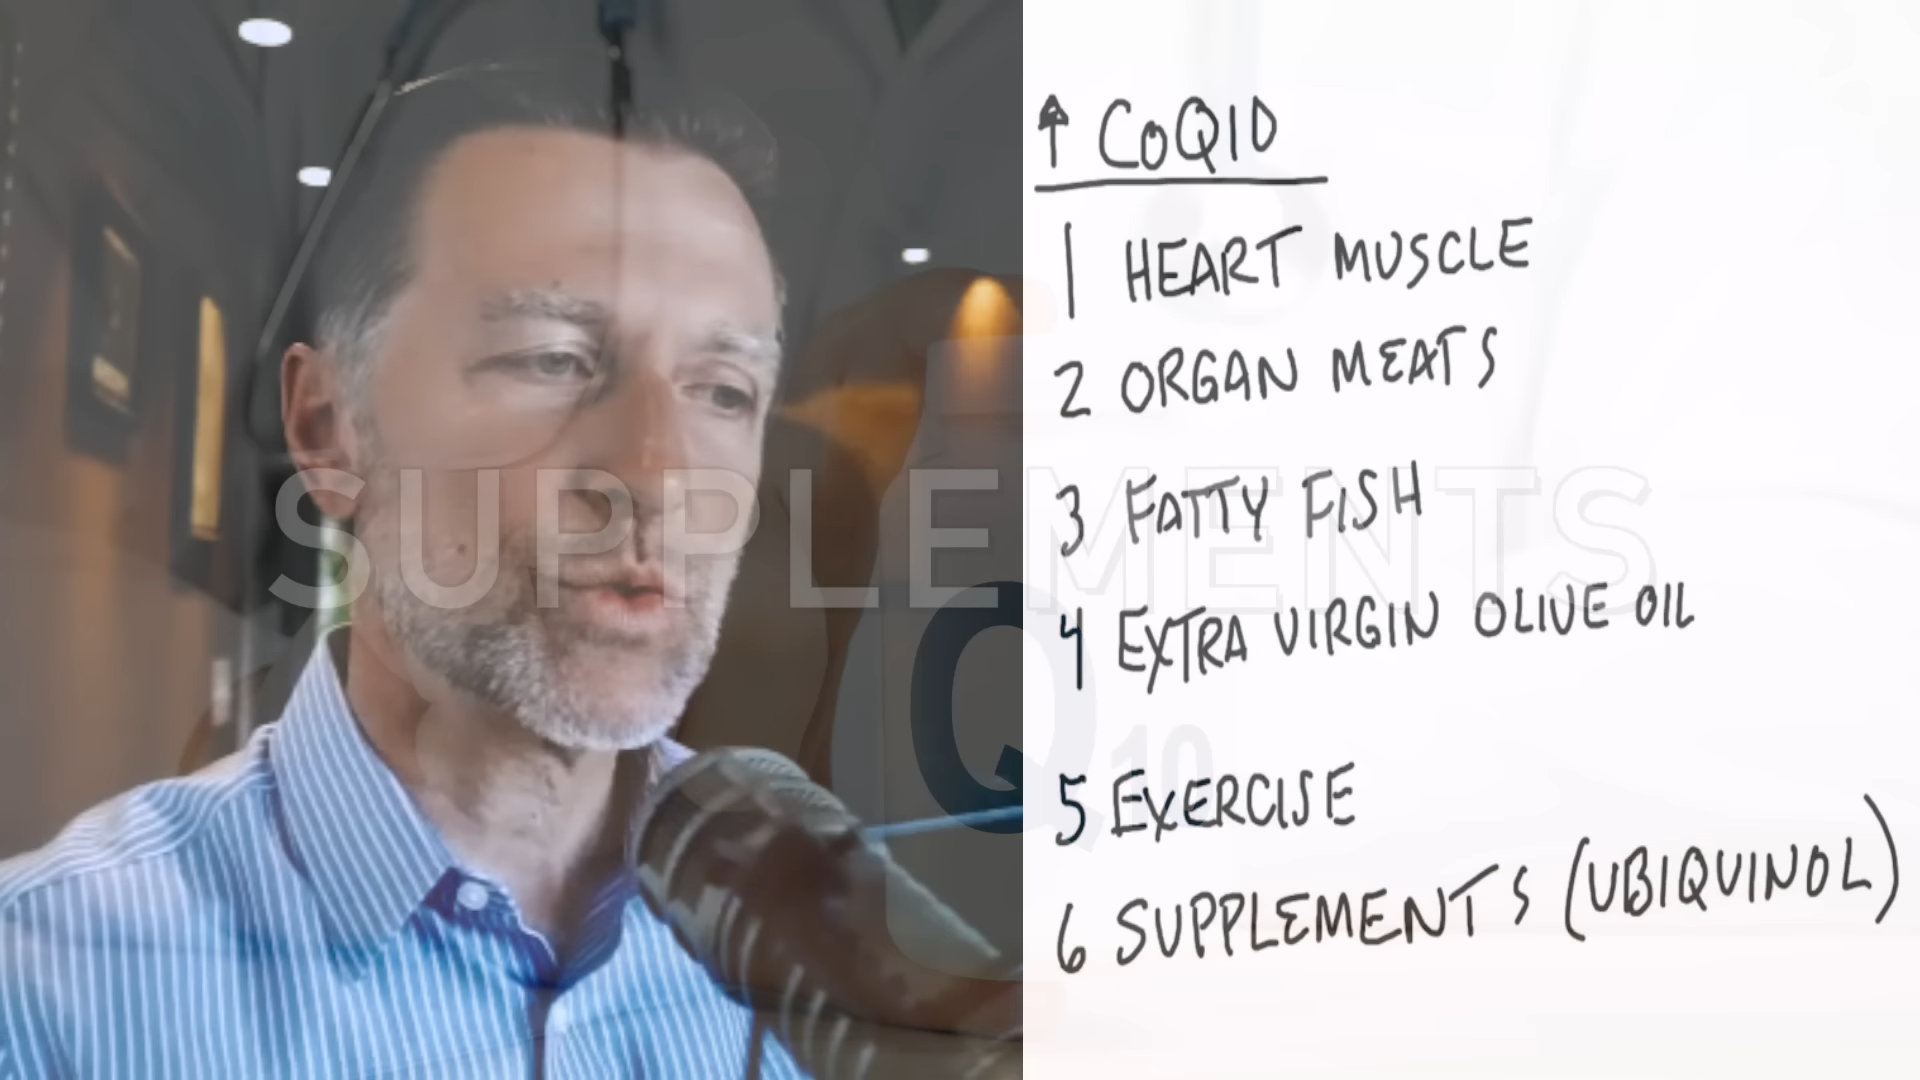 ↑ CoQ10
1 HEART MUSCLE
2 ORGAN MEATS
3 FATTY FISH
SUPPLEMENTS
4 EXTRA VIRGIN OLIVE OIL
Q10
5 EXERCISE
6 SUPPLEMENTS (UBIQUINOL)